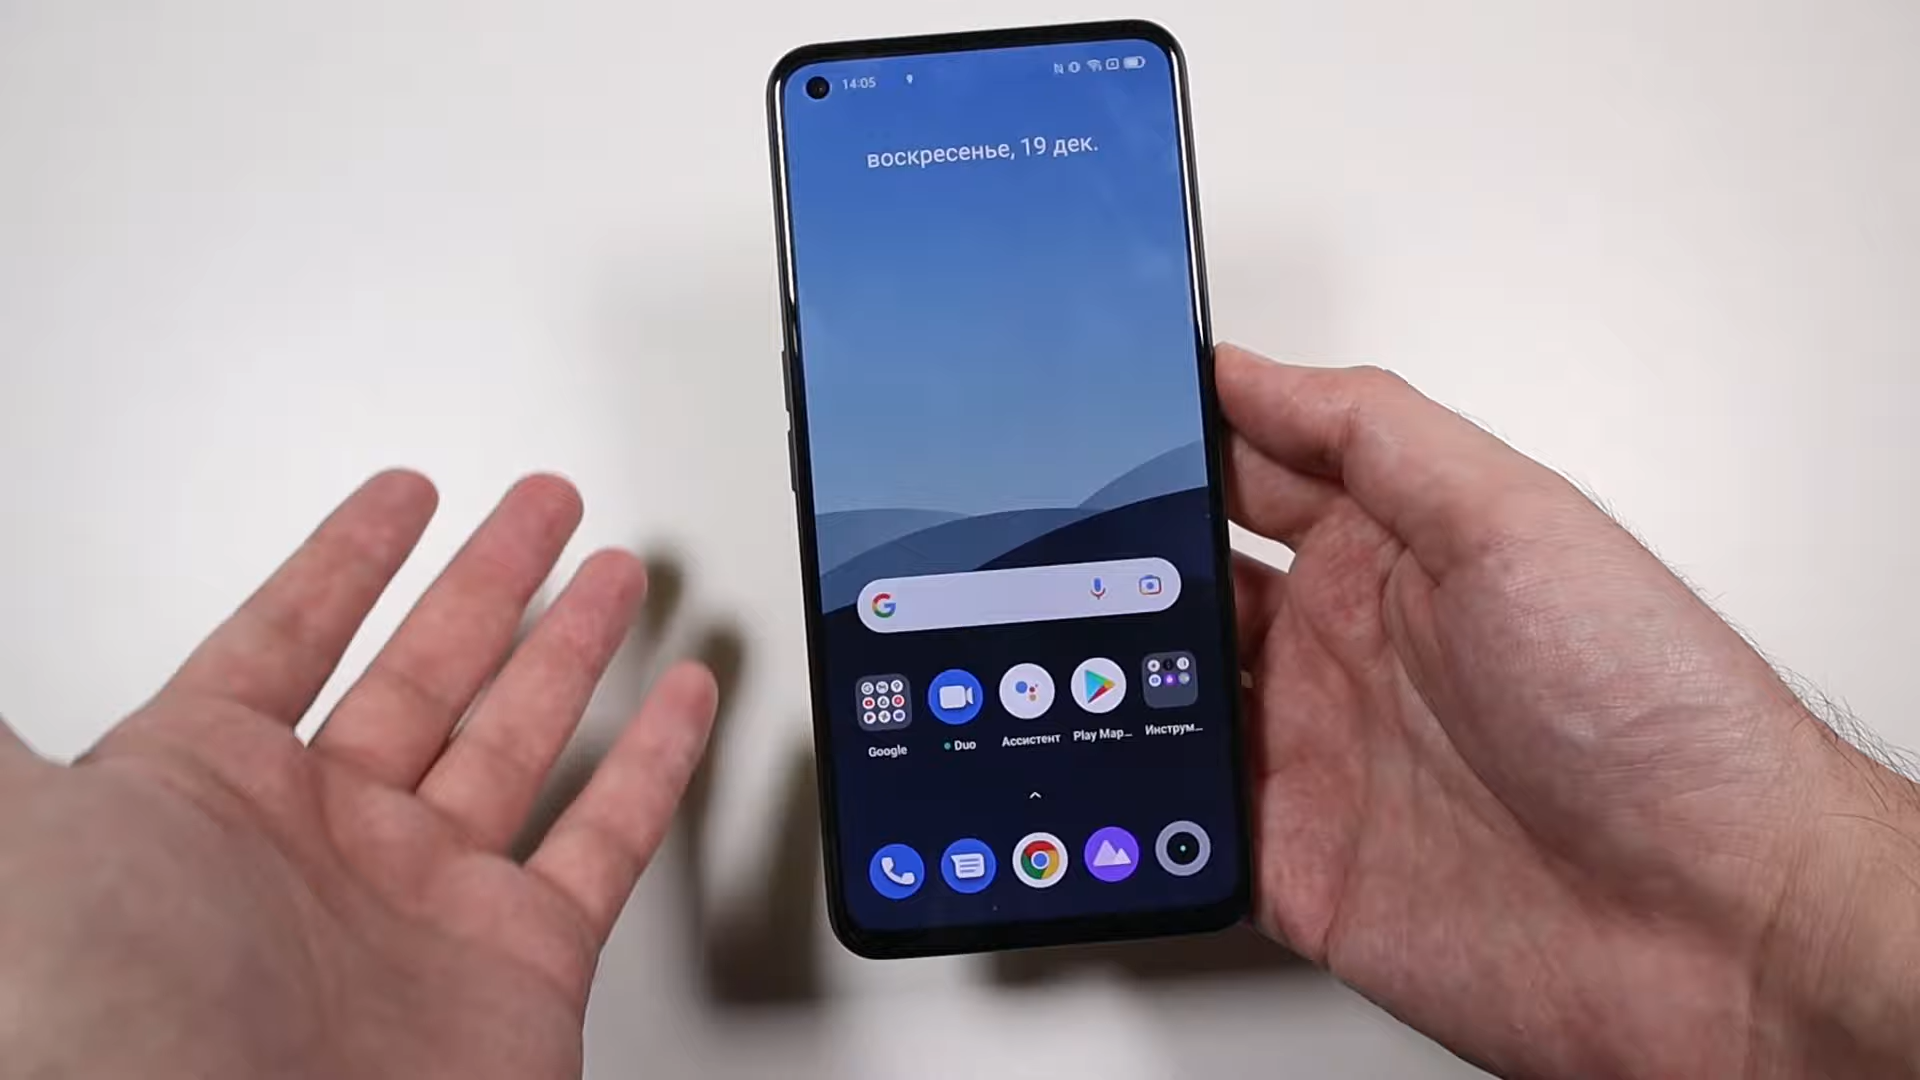 14:05
воскресенье, 19 дек.
Google
Duo
Ассистент
Play Мар...
Инструм...